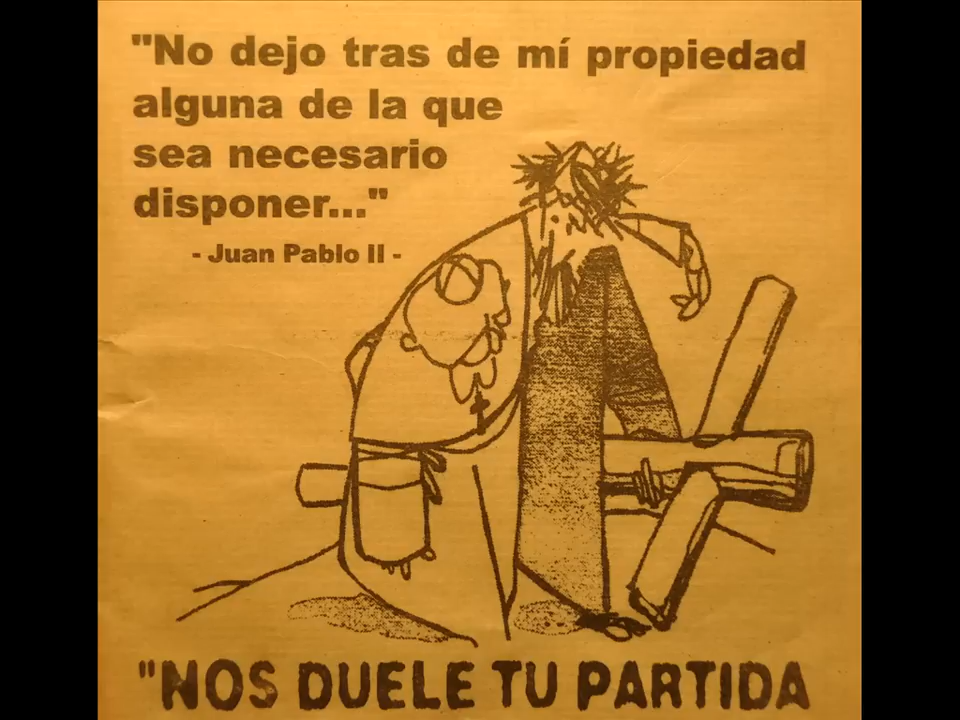 "No dejo tras de mí propiedad
alguna de la que
sea necesario
disponer..."
- Juan Pablo II -
"NOS DUELE TU PARTIDA